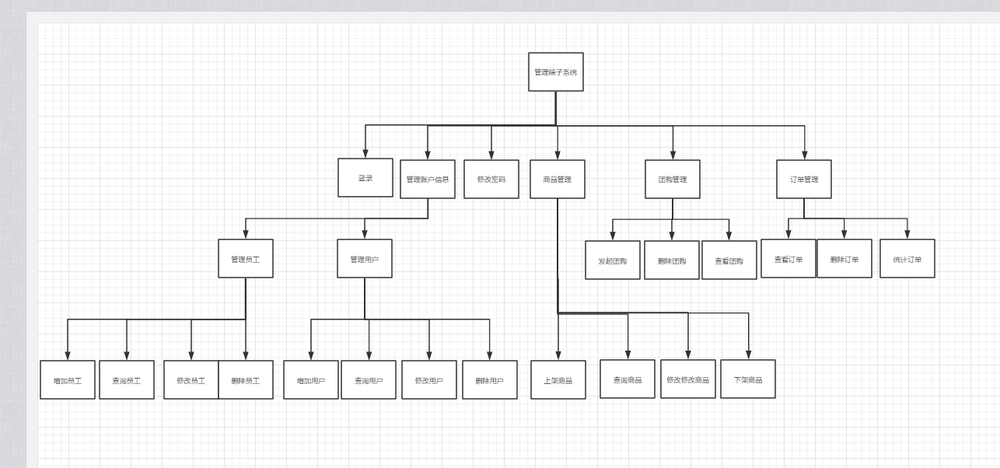 管理端子系统
登录
管理账户信息
修改密码
商品管理
团购管理
订单管理
管理员工
管理用户
发起团购
删除团购
查看团购
查看订单
删除订单
统计订单
增加员工
查询员工
修改员工
删除员工
增加用户
查询用户
修改用户
删除用户
上架商品
查询商品
修改修改商品
下架商品